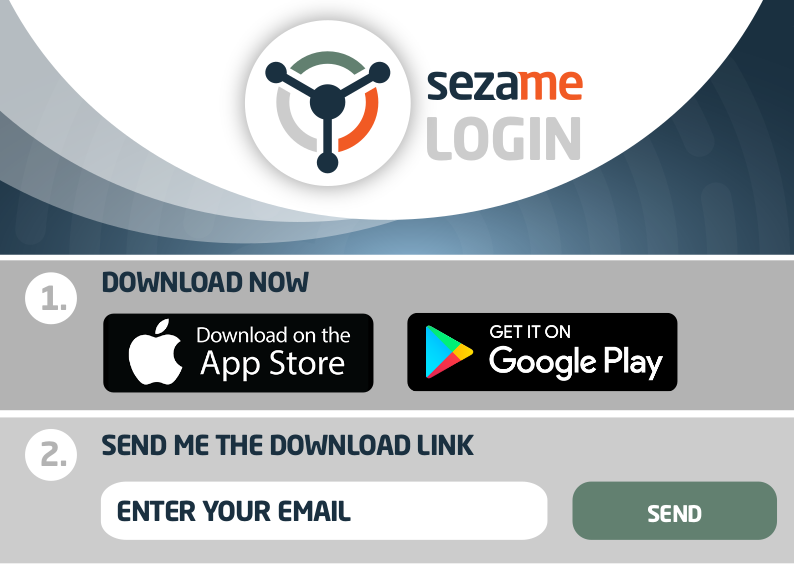 sezame
LOGIN
1.
DOWNLOAD NOW
Download on the
App Store
GET IT ON
Google Play
2.
SEND ME THE DOWNLOAD LINK
ENTER YOUR EMAIL
SEND